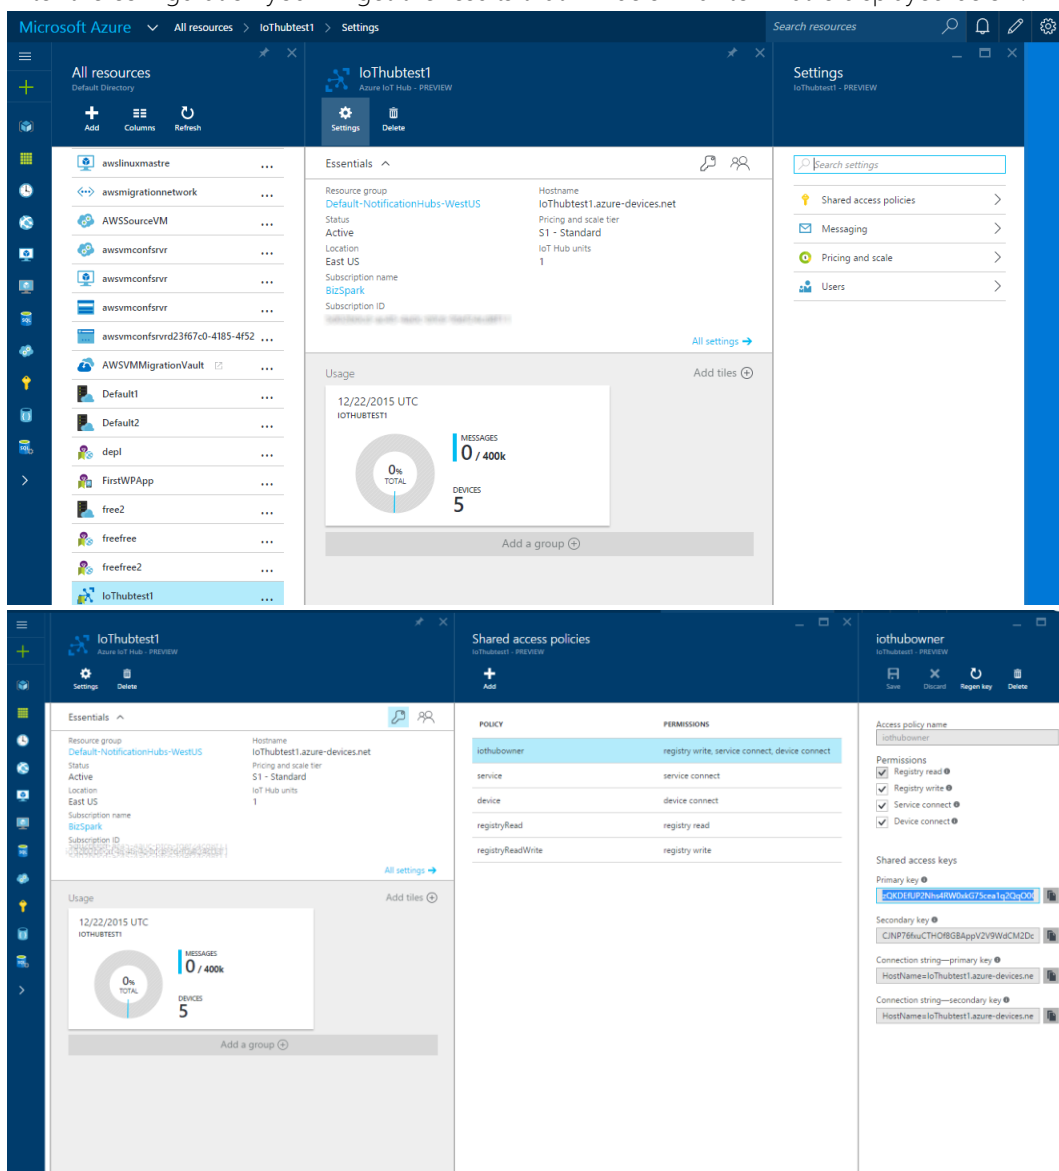 Microsoft Azure All resources > IoThubtest1 > Settings Search resources
All resources
Default Directory
Add Columns Refresh
awslinuxmastre ...
awsmigrationnetwork ...
AWSSourceVM ...
awsvmconfsrvr ...
awsvmconfsrvr ...
awsvmconfsrvr ...
awsvmconfsrvrd23f67c0-4185-4f52 ...
AWSVMMigrationVault ...
Default1 ...
Default2 ...
depl ...
FirstWPApp ...
free2 ...
freefree ...
freefree2 ...
IoThubtest1 ...
IoThubtest1
Azure IoT Hub - PREVIEW
Settings Delete
Essentials
Resource group
Default-NotificationHubs-WestUS
Status
Active
Location
East US
Subscription name
BizSpark
Subscription ID
Hostname
IoThubtest1.azure-devices.net
Pricing and scale tier
S1 - Standard
IoT Hub units
1
All settings
Usage Add tiles
12/22/2015 UTC
IOTHUBTEST1
0%
TOTAL
MESSAGES
0 / 400k
DEVICES
5
Add a group
Settings
IoThubtest1 - PREVIEW
Search settings
Shared access policies
Messaging
Pricing and scale
Users
IoThubtest1
Azure IoT Hub - PREVIEW
Settings Delete
Essentials
Resource group
Default-NotificationHubs-WestUS
Status
Active
Location
East US
Subscription name
BizSpark
Subscription ID
Hostname
IoThubtest1.azure-devices.net
Pricing and scale tier
S1 - Standard
IoT Hub units
1
All settings
Usage Add tiles
12/22/2015 UTC
IOTHUBTEST1
0%
TOTAL
MESSAGES
0 / 400k
DEVICES
5
Add a group
Shared access policies
IoThubtest1 - PREVIEW
Add
POLICY PERMISSIONS
iothubowner registry write, service connect, device connect
service service connect
device device connect
registryRead registry read
registryReadWrite registry write
iothubowner
IoThubtest1 - PREVIEW
Save Discard Regen key Delete
Access policy name
iothubowner
Permissions
Registry read
Registry write
Service connect
Device connect
Shared access keys
Primary key
Secondary key
Connection string—primary key
HostName=IoThubtest1.azure-devices.ne
Connection string—secondary key
HostName=IoThubtest1.azure-devices.ne